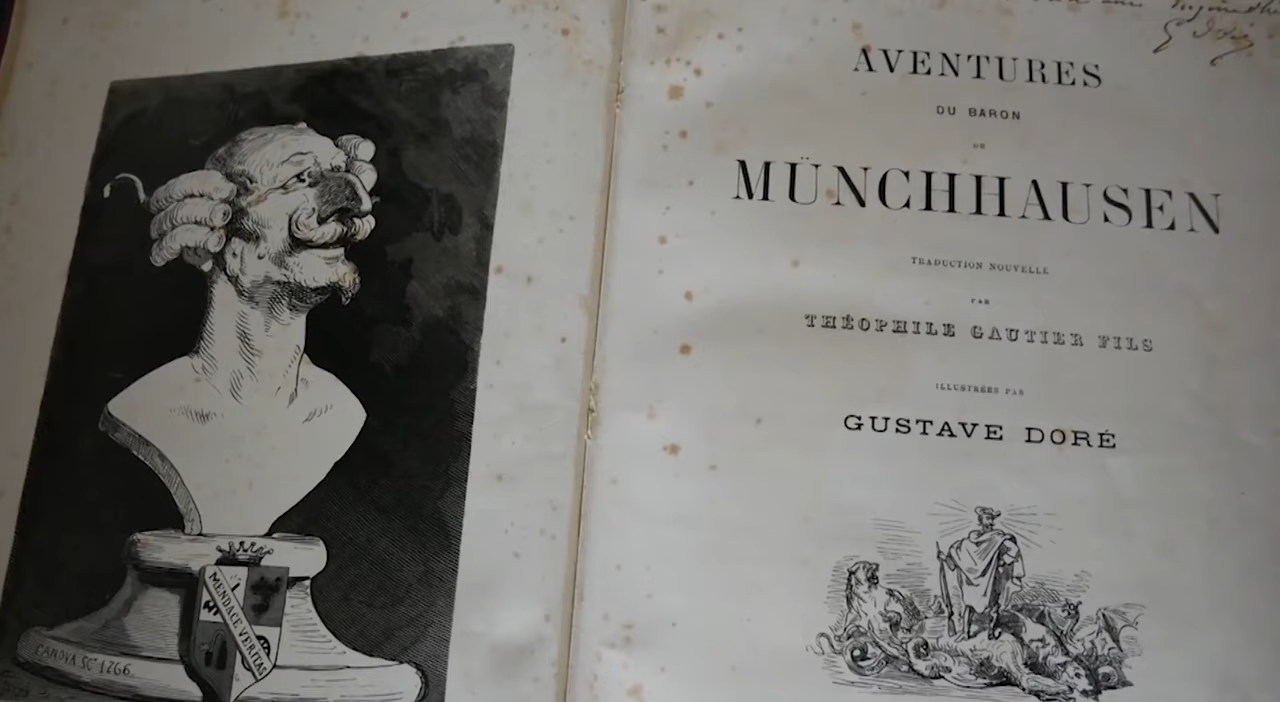 MENDACE VERITAS
CANOVA SC^T 1766
AVENTURES
DU BARON
DE
MÜNCHHAUSEN
TRADUCTION NOUVELLE
PAR
THÉOPHILE GAUTIER FILS
ILLUSTRÉES PAR
GUSTAVE DORÉ